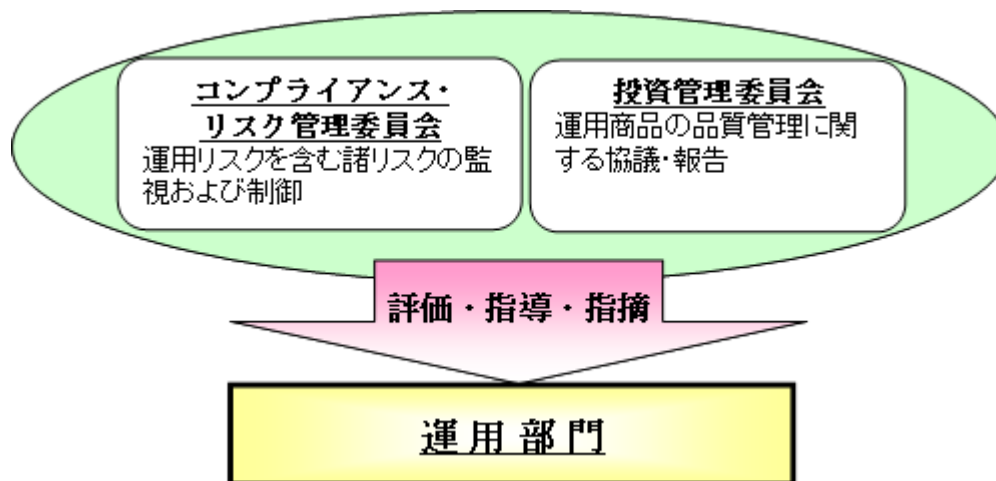 コンプライアンス・
リスク管理委員会
運用リスクを含む諸リスクの監
視および制御
投資管理委員会
運用商品の品質管理に関
する協議・報告
評価・指導・指摘
運用部門